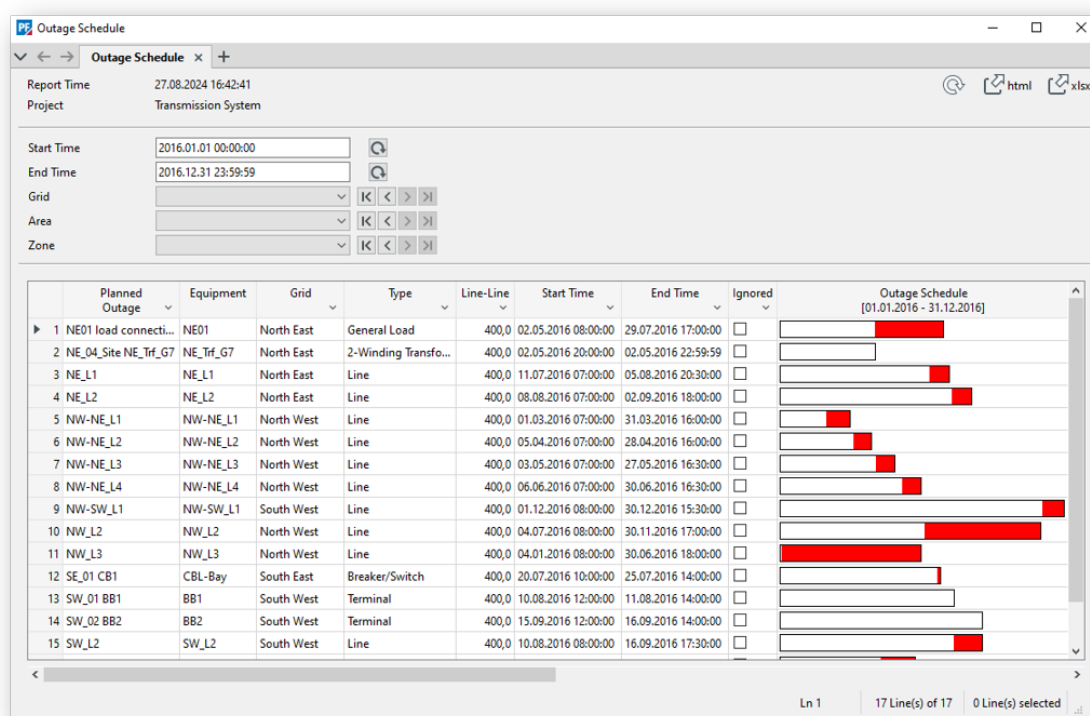 PF Outage Schedule
Outage Schedule
Report Time 27.08.2024 16:42:41
html xlsx
Project Transmission System
Start Time 2016.01.01 00:00:00
End Time 2016.12.31 23:59:59
Grid
Area
Zone
Planned Outage Equipment Grid Type Line-Line Start Time End Time Ignored Outage Schedule
[01.01.2016 - 31.12.2016]
1 NE01 load connecti... NE01 North East General Load 400,0 02.05.2016 08:00:00 29.07.2016 17:00:00
2 NE_04_Site NE_Trf_G7 NE_Trf_G7 North East 2-Winding Transfo... 400,0 02.05.2016 20:00:00 02.05.2016 22:59:59
3 NE_L1 NE_L1 North East Line 400,0 11.07.2016 07:00:00 05.08.2016 20:30:00
4 NE_L2 NE_L2 North East Line 400,0 08.08.2016 07:00:00 02.09.2016 18:00:00
5 NW-NE_L1 NW-NE_L1 North West Line 400,0 01.03.2016 07:00:00 31.03.2016 16:00:00
6 NW-NE_L2 NW-NE_L2 North West Line 400,0 05.04.2016 07:00:00 28.04.2016 16:00:00
7 NW-NE_L3 NW-NE_L3 North West Line 400,0 03.05.2016 07:00:00 27.05.2016 16:30:00
8 NW-NE_L4 NW-NE_L4 North West Line 400,0 06.06.2016 07:00:00 30.06.2016 16:30:00
9 NW-SW_L1 NW-SW_L1 South West Line 400,0 01.12.2016 08:00:00 30.12.2016 15:30:00
10 NW_L2 NW_L2 North West Line 400,0 04.07.2016 08:00:00 30.11.2016 17:00:00
11 NW_L3 NW_L3 North West Line 400,0 04.01.2016 08:00:00 30.06.2016 18:00:00
12 SE_01 CB1 CBL-Bay South East Breaker/Switch 400,0 20.07.2016 10:00:00 25.07.2016 14:00:00
13 SW_01 BB1 BB1 South West Terminal 400,0 10.08.2016 12:00:00 11.08.2016 14:00:00
14 SW_02 BB2 BB2 South West Terminal 400,0 15.09.2016 12:00:00 16.09.2016 14:00:00
15 SW_L2 SW_L2 South West Line 400,0 10.08.2016 08:00:00 16.09.2016 17:30:00
Ln 1 17 Line(s) of 17 0 Line(s) selected